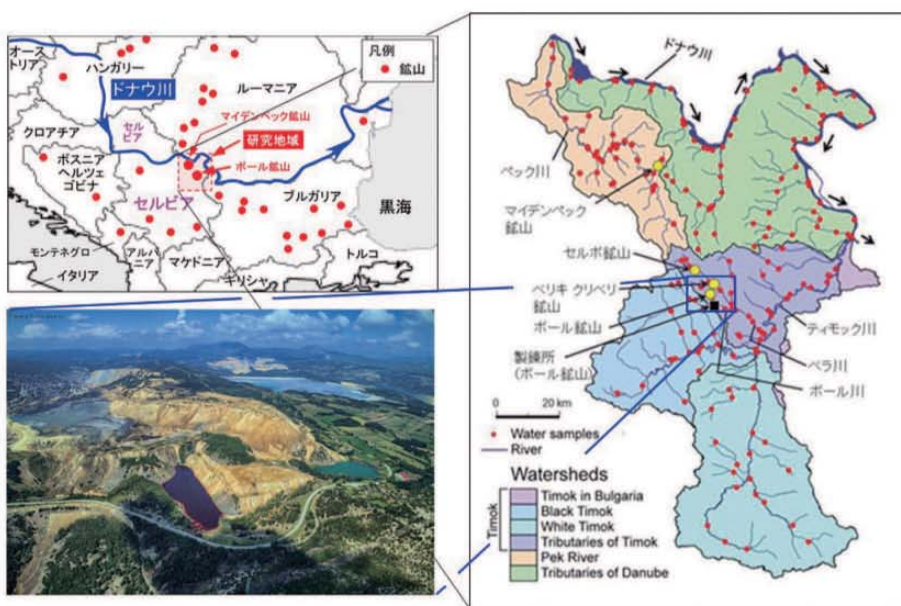 オース
トリア
ハンガリー
ドナウ川
ルーマニア
凡例
鉱山
クロアチア
セル
ビア
マイデンペック鉱山
研究地域
ボール鉱山
ボスニア
ヘルツェ
ゴビナ
セルビア
ブルガリア
黒海
モンテネグロ
アルバ
ニア
マケドニア
トルコ
イタリア
ギリシャ
ドナウ川
ペック川
マイデンペック
鉱山
セルボ鉱山
ベリキ クリベリ
鉱山
ボール鉱山
製錬所
(ボール鉱山)
ティモック川
ベラ川
ボール川
0 20 km
Water samples
River
Watersheds
Timok
Timok in Bulgaria
Black Timok
White Timok
Tributaries of Timok
Pek River
Tributaries of Danube